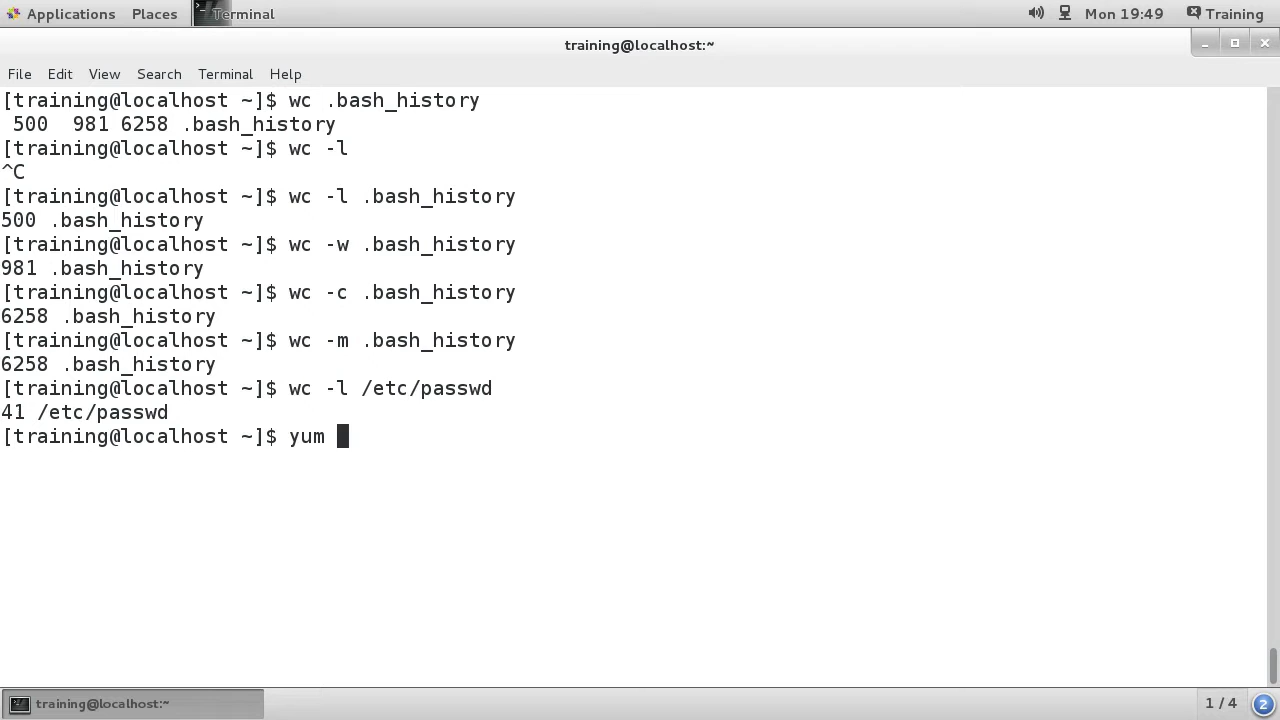 Applications Places Terminal Mon 19:49 Training
training@localhost:~
File Edit View Search Terminal Help
[training@localhost ~]$ wc .bash_history
 500  981 6258 .bash_history
[training@localhost ~]$ wc -l
^C
[training@localhost ~]$ wc -l .bash_history
500 .bash_history
[training@localhost ~]$ wc -w .bash_history
981 .bash_history
[training@localhost ~]$ wc -c .bash_history
6258 .bash_history
[training@localhost ~]$ wc -m .bash_history
6258 .bash_history
[training@localhost ~]$ wc -l /etc/passwd
41 /etc/passwd
[training@localhost ~]$ yum
training@localhost:~ 1 / 4 2